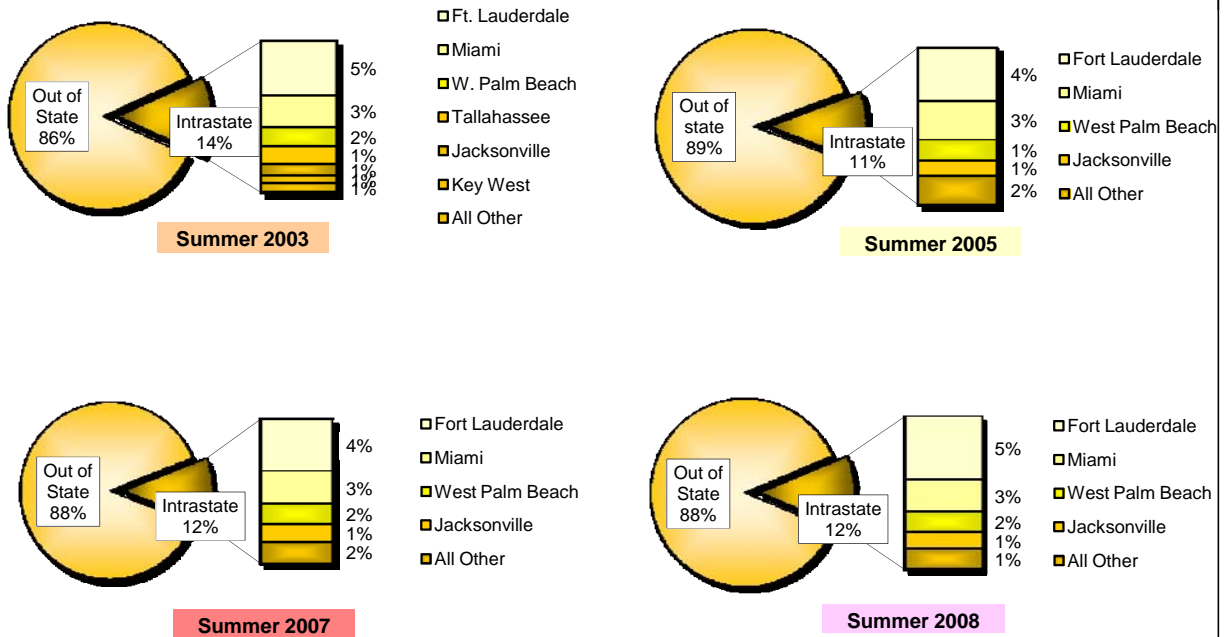 Out of
State
86%
Intrastate
14%
5%
3%
2%
1%
1%
1%
1%
Ft. Lauderdale
Miami
W. Palm Beach
Tallahassee
Jacksonville
Key West
All Other
Summer 2003
Out of
state
89%
Intrastate
11%
4%
3%
1%
1%
2%
Fort Lauderdale
Miami
West Palm Beach
Jacksonville
All Other
Summer 2005
Out of
State
88%
Intrastate
12%
4%
3%
2%
1%
2%
Fort Lauderdale
Miami
West Palm Beach
Jacksonville
All Other
Summer 2007
Out of
State
88%
Intrastate
12%
5%
3%
2%
1%
1%
Fort Lauderdale
Miami
West Palm Beach
Jacksonville
All Other
Summer 2008